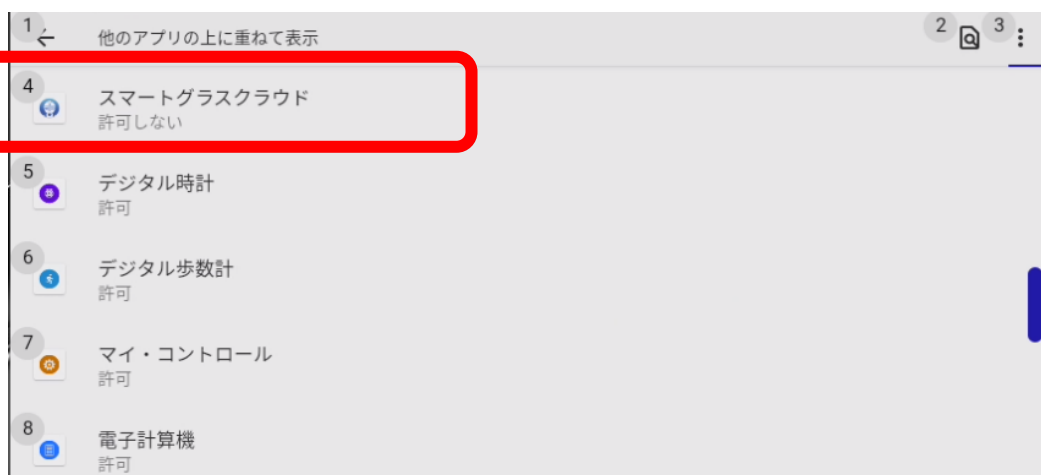 1
他のアプリの上に重ねて表示
2
3
4
スマートグラスクラウド
許可しない
5
デジタル時計
許可
6
デジタル歩数計
許可
7
マイ・コントロール
許可
8
電子計算機
許可